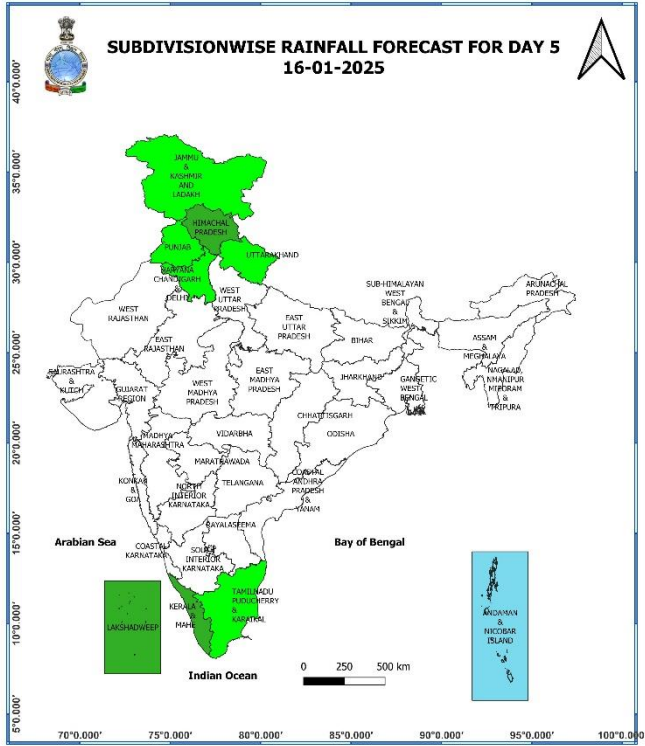 SUBDIVISIONWISE RAINFALL FORECAST FOR DAY 5
16-01-2025
40°0.000'
35°0.000'
30°0.000'
25°0.000'
20°0.000'
15°0.000'
10°0.000'
5°0.000'
JAMMU
&
KASHMIR
AND
LADAKH
HIMACHAL
PRADESH
PUNJAB
UTTARAKHAND
HARYANA
CHANDIGARH
&
DELHI
WEST
UTTAR
PRADESH
WEST
RAJASTHAN
EAST
RAJASTHAN
EAST
UTTAR
PRADESH
SUB-HIMALAYAN
WEST
BENGAL
&
SIKKIM
ARUNACHAL
PRADESH
BIHAR
ASSAM
&
MEGHALAYA
NAGALAD
NMANIPUR
MIZORAM
&
TRIPURA
SAURASHTRA
&
KUTCH
GUJARAT
REGION
WEST
MADHYA
PRADESH
EAST
MADHYA
PRADESH
JHARKHAND
GANGETIC
WEST
BENGAL
CHHATTISGARH
ODISHA
MADHYA
MAHARASHTRA
VIDARBHA
MARATHWADA
TELANGANA
COASTAL
ANDHRA
PRADESH
&
YANAM
KONKAN
&
GOA
NORTH
INTERIOR
KARNATAKA
RAYALASEEMA
COASTAL
KARNATAKA
SOUTH
INTERIOR
KARNATAKA
Arabian Sea
Bay of Bengal
TAMILNADU
PUDUCHERRY
&
KARAIKAL
KERALA
&
MAHE
LAKSHADWEEP
ANDAMAN
&
NICOBAR
ISLAND
Indian Ocean
0 250 500 km
70°0.000' 75°0.000' 80°0.000' 85°0.000' 90°0.000' 95°0.000' 100°0.000'